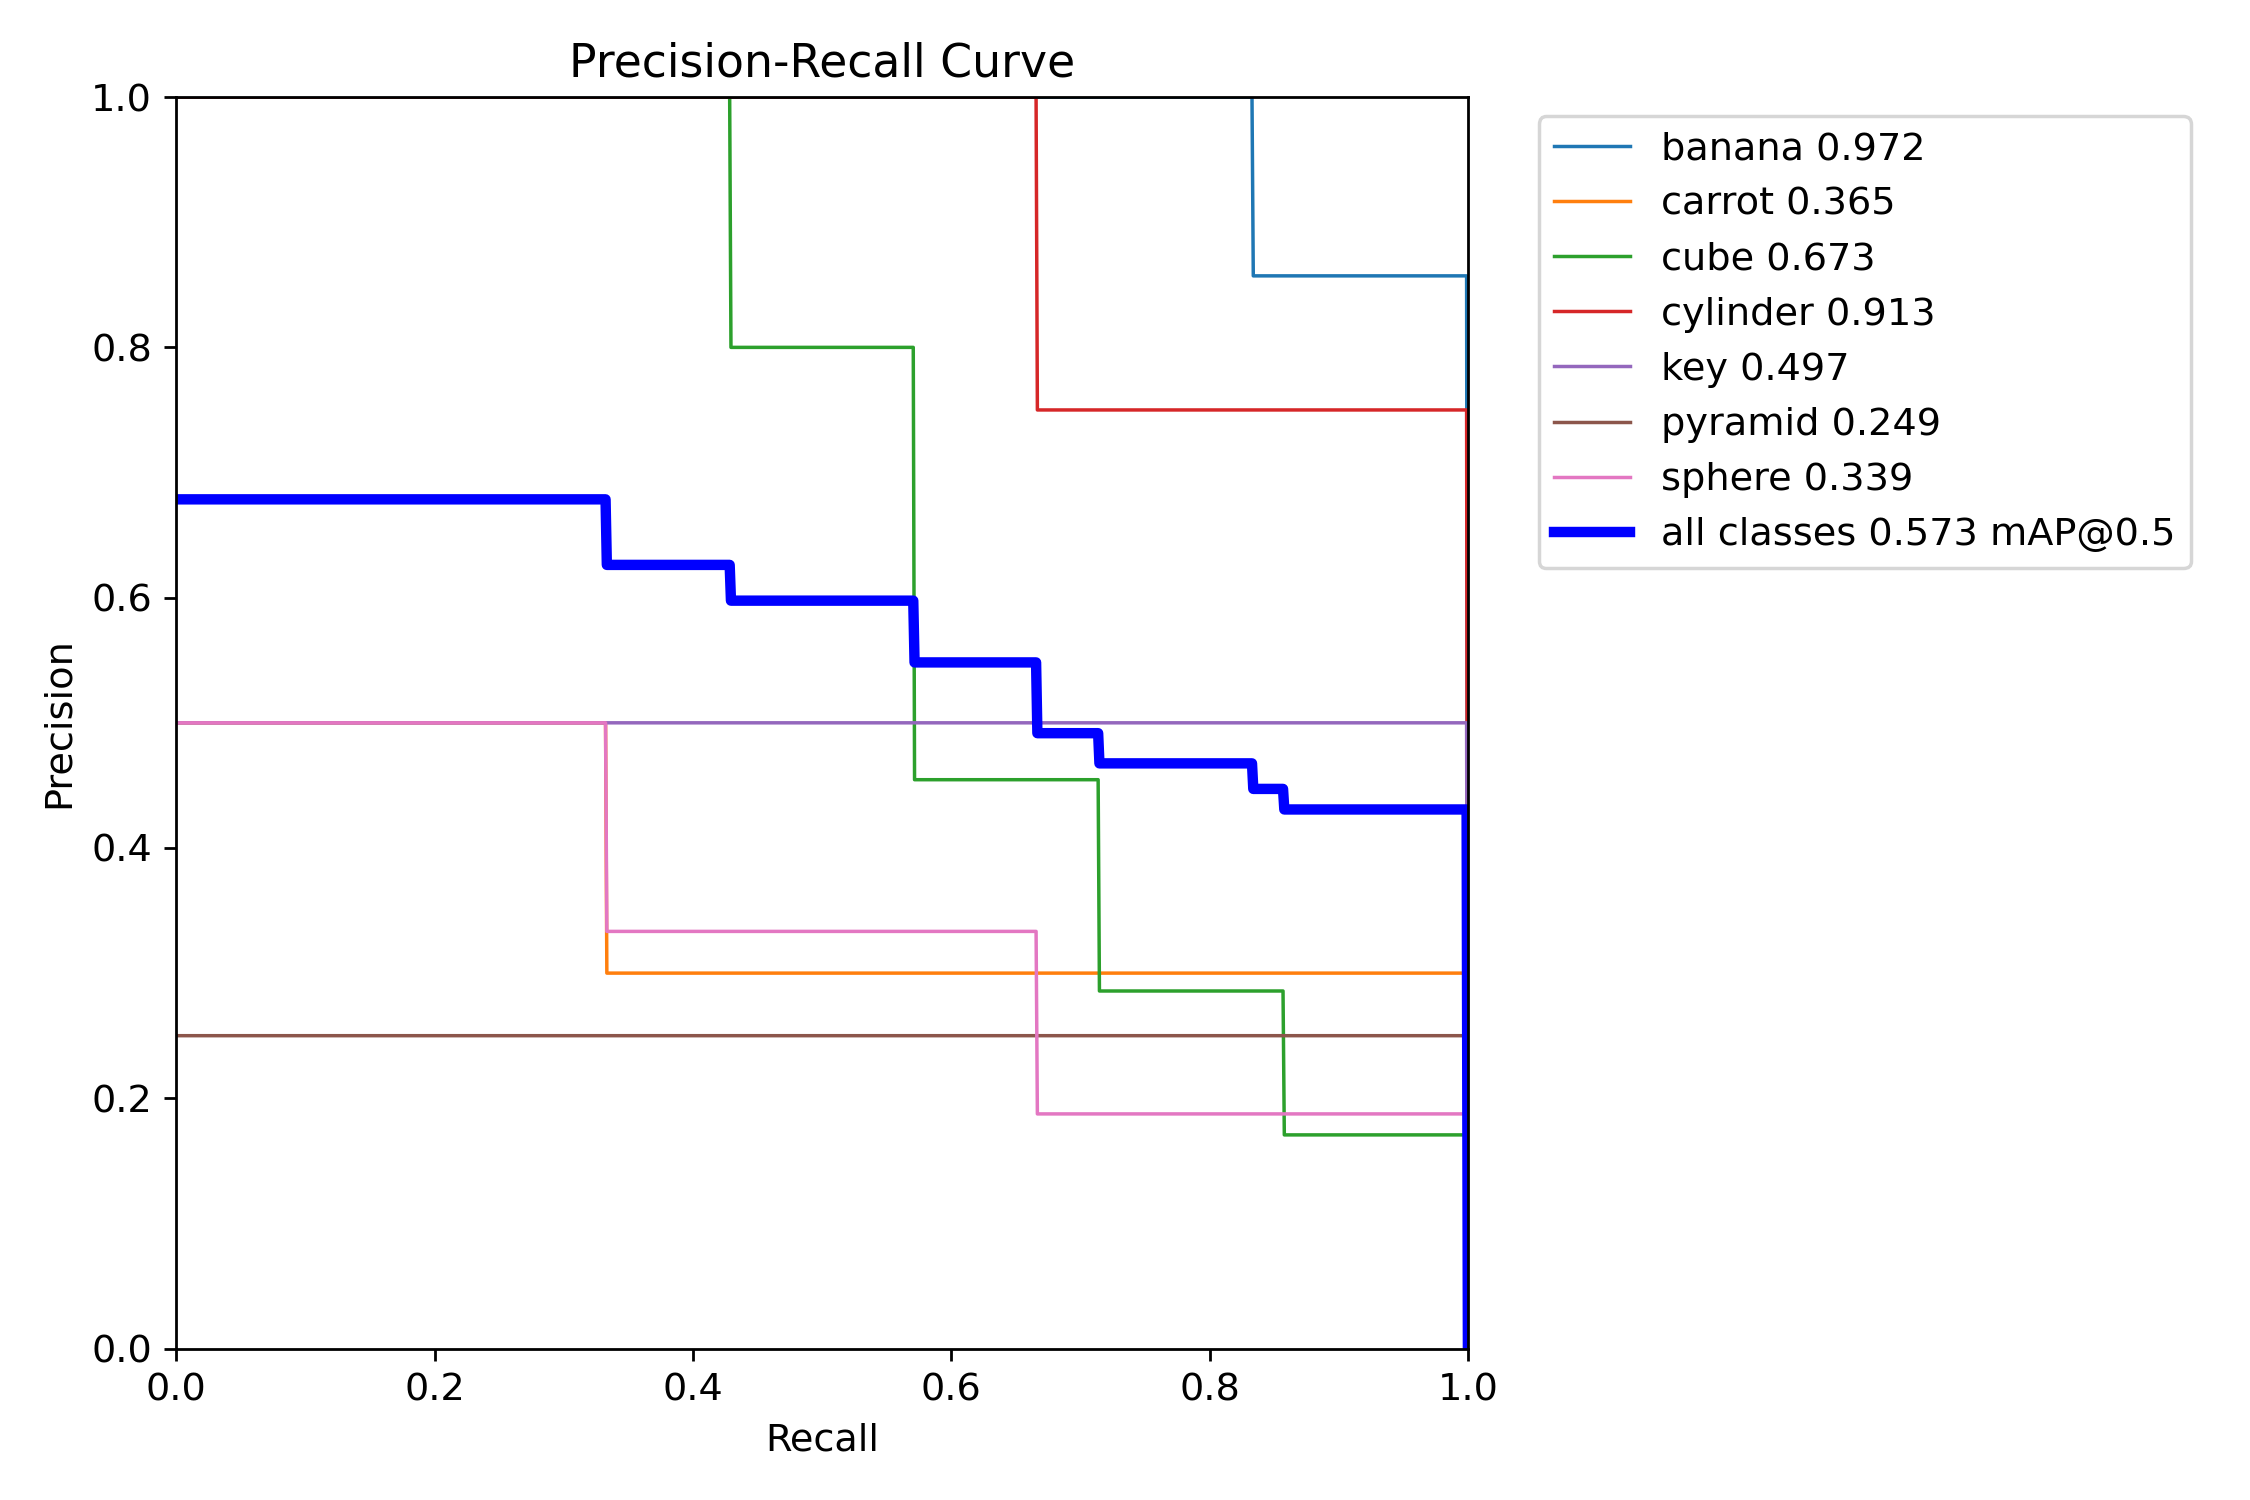 Precision-Recall Curve
1.0
0.8
0.6
0.4
0.2
0.0
Precision
0.0 0.2 0.4 0.6 0.8 1.0
Recall
banana 0.972
carrot 0.365
cube 0.673
cylinder 0.913
key 0.497
pyramid 0.249
sphere 0.339
all classes 0.573 mAP@0.5